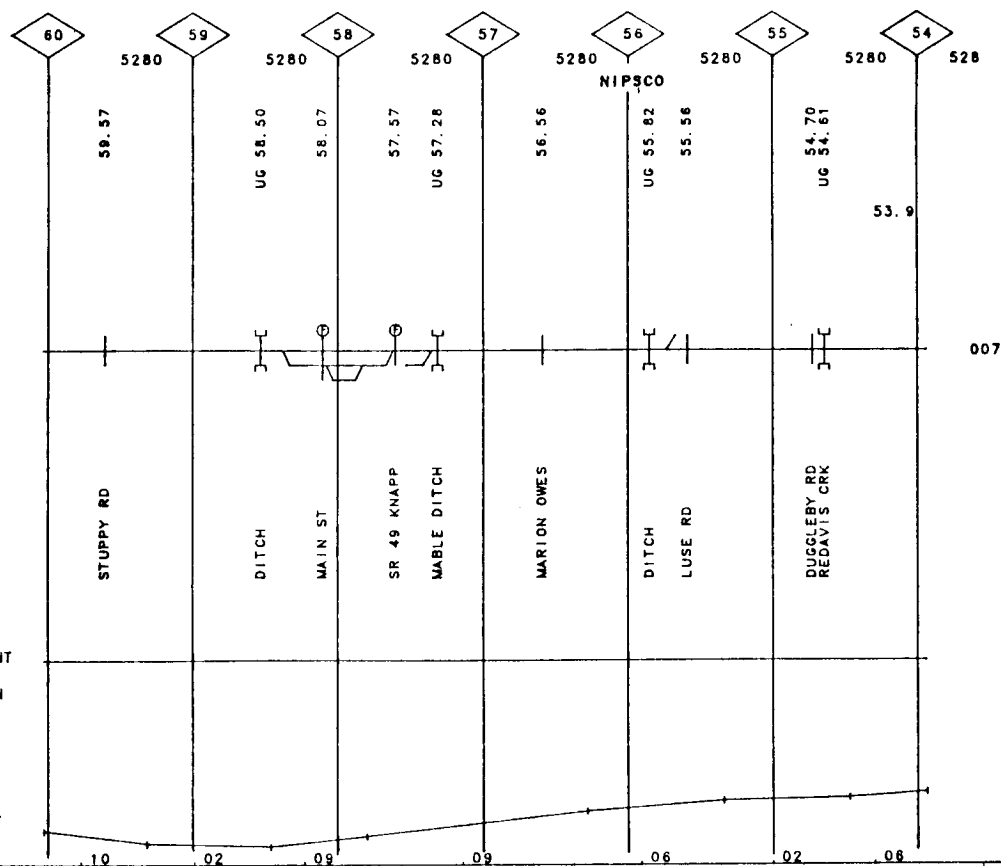 60 59 58 57 56 55 54
5280 5280 5280 5280 5280 5280 528
NIPSCO
59.57
UG 58.50
58.07
57.57
UG 57.28
56.56
UG 55.82
55.56
54.70
UG 54.61
53.9
F F
007
STUPPY RD
DITCH
MAIN ST
SR 49 KNAPP
MABLE DITCH
MARION OWES
DITCH
LUSE RD
DUGGLEBY RD
REDAVIS CRK
.10 .02 .09 .09 .06 .02 .06